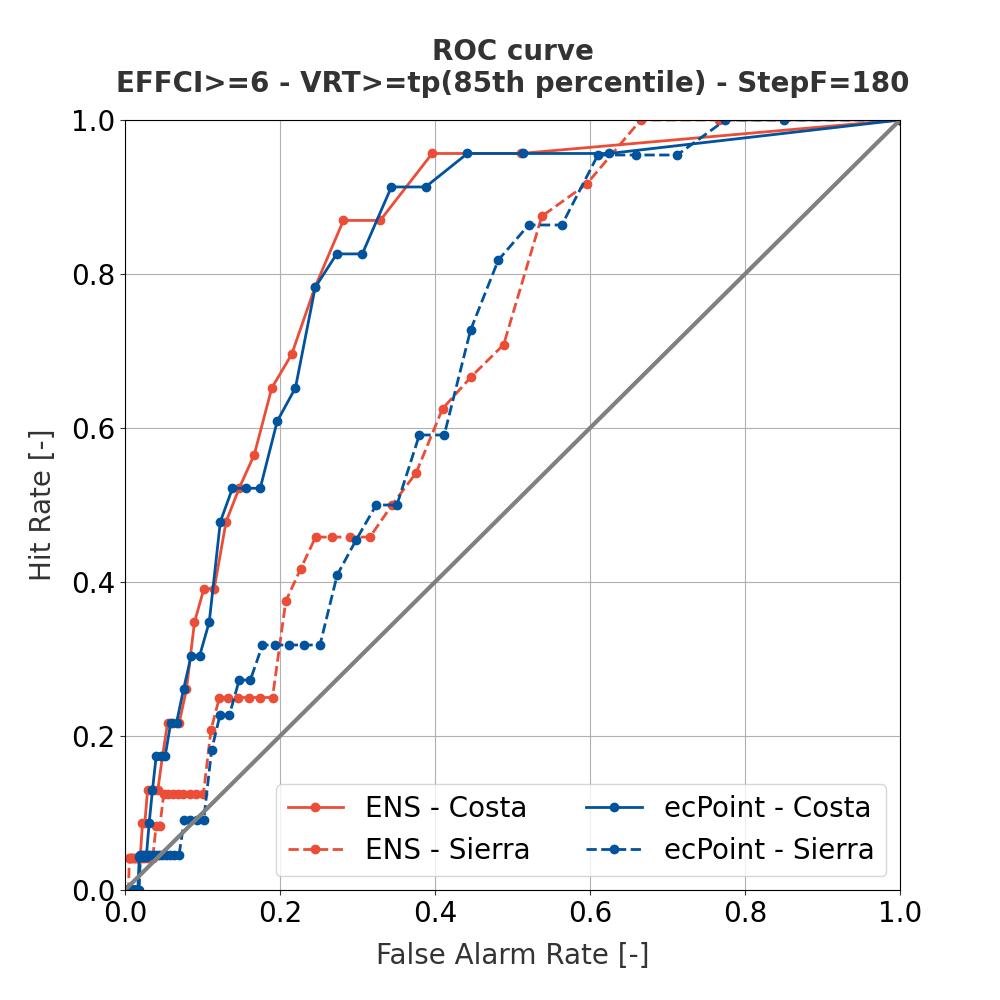 ROC curve
EFFCI>=6 - VRT>=tp(85th percentile) - StepF=180
1.0
0.8
0.6
0.4
0.2
0.0
Hit Rate [-]
0.0 0.2 0.4 0.6 0.8 1.0
False Alarm Rate [-]
ENS - Costa
ENS - Sierra
ecPoint - Costa
ecPoint - Sierra